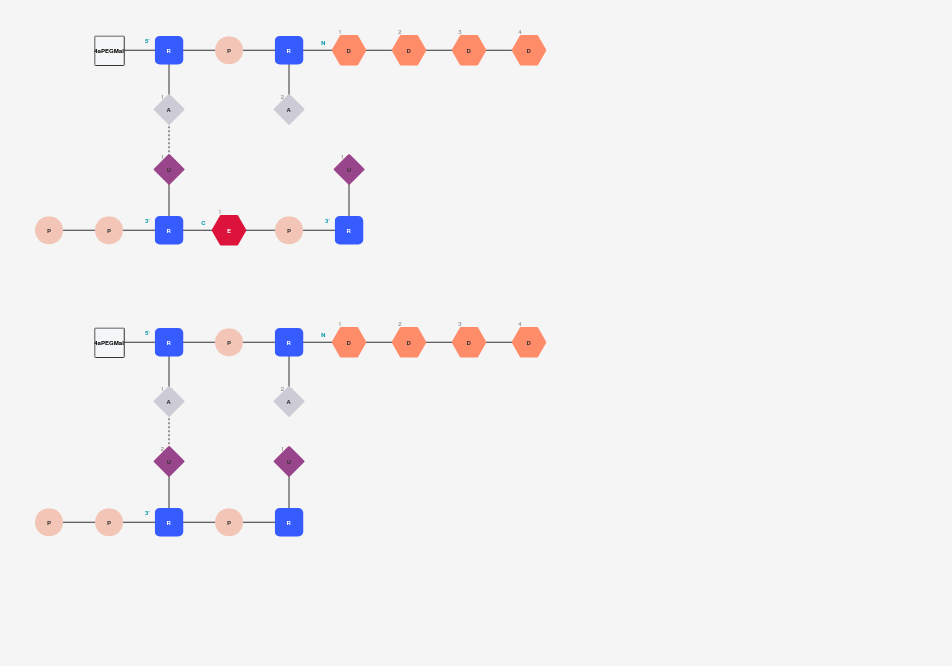 1 2 3 4
4aPEGMal 5' R P R N D D D D
1 2
A A
1 1
U U
1
P P 3' R C E P 3' R
1 2 3 4
4aPEGMal 5' R P R N D D D D
1 2
A A
2 1
U U
P P 3' R P R